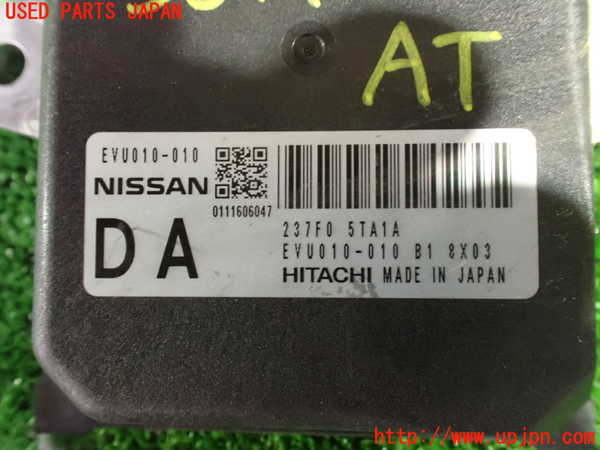 USED PARTS JAPAN
AT
EVU010-010
NISSAN
0111606047
DA
237F0 5TA1A
EVU010-010 B1 8X03
HITACHI MADE IN JAPAN
http://www.upjpn.com/